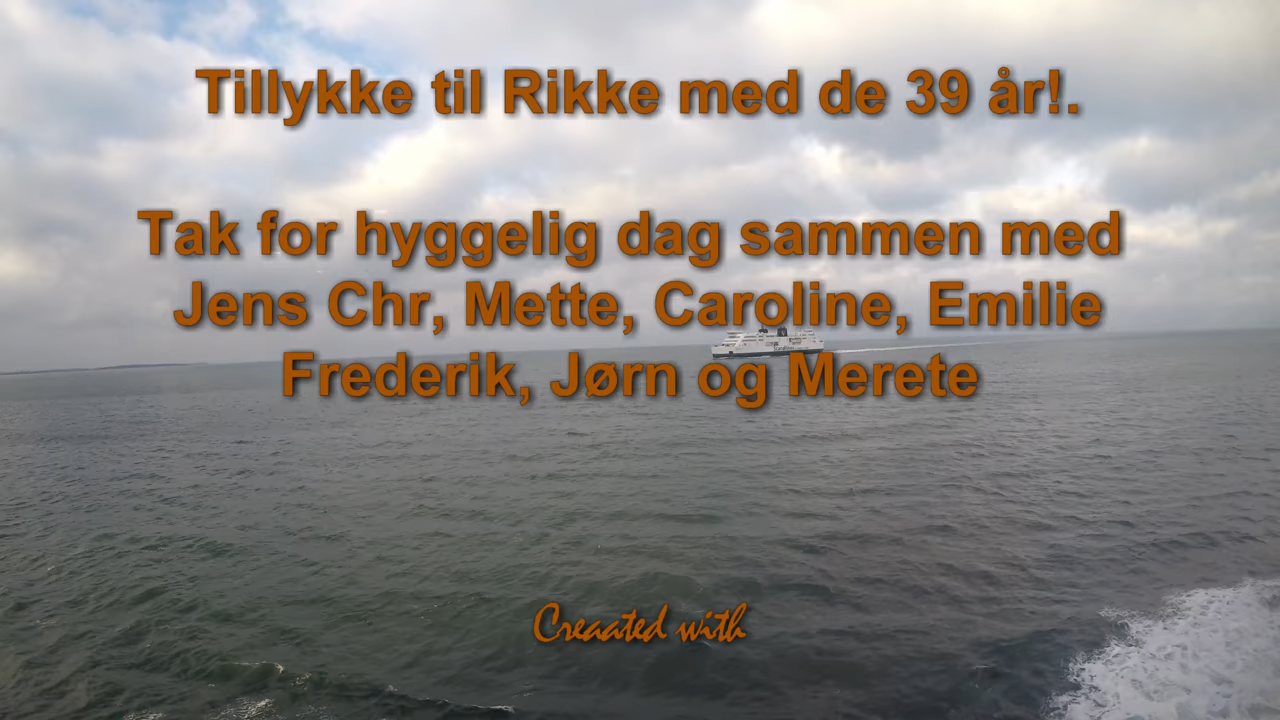 Tillykke til Rikke med de 39 år!.
Tak for hyggelig dag sammen med
Jens Chr, Mette, Caroline, Emilie
Frederik, Jørn og Merete
Creaated with